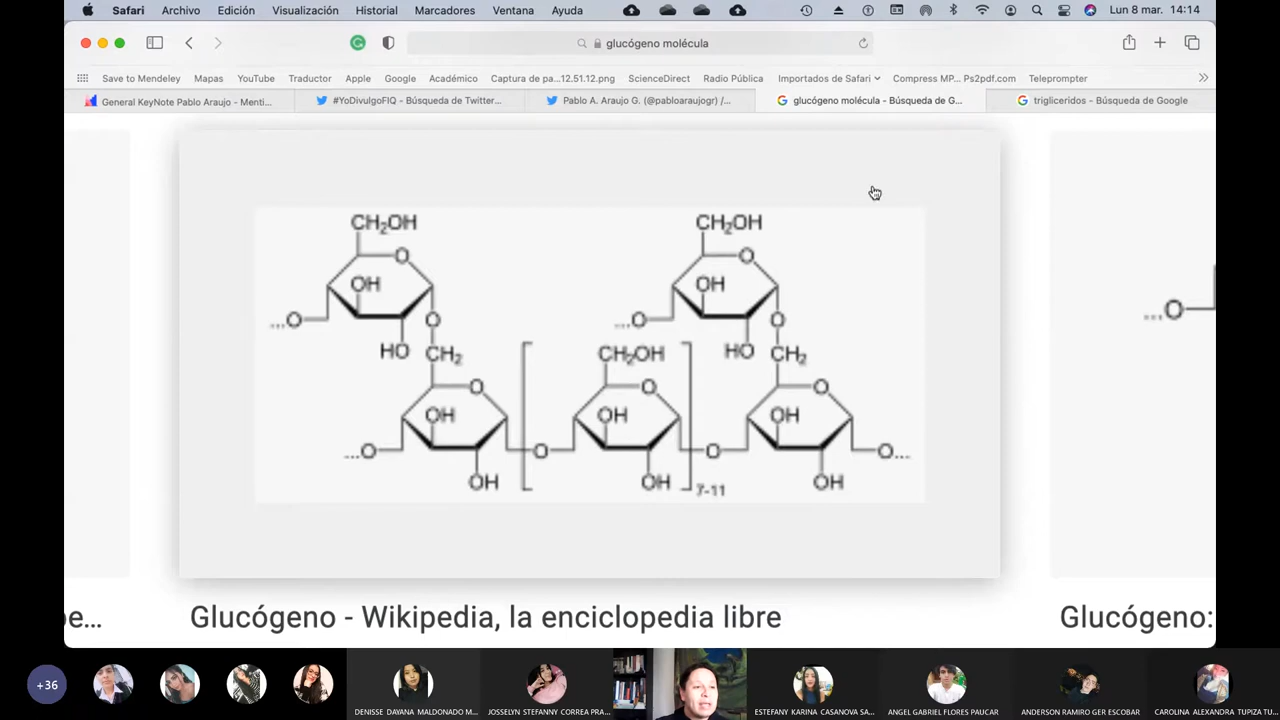 Safari Archivo Edición Visualización Historial Marcadores Ventana Ayuda Lun 8 mar. 14:14
glucógeno molécula
Save to Mendeley Mapas YouTube Traductor Apple Google Académico Captura de pa...12.51.12.png ScienceDirect Radio Pública Importados de Safari Compress MP... Ps2pdf.com Teleprompter
General KeyNote Pablo Araujo - Menti... #YoDivulgoFIQ - Búsqueda de Twitter... Pablo A. Araujo G. (@pabloaraujogr) /... glucógeno molécula - Búsqueda de G... trigliceridos - Búsqueda de Google
CH2OH CH2OH
O O
OH OH
...O O ...O O ...O
HO CH2 CH2OH HO CH2
O O O
OH OH OH
...O O O O...
OH OH OH
7-11
pe... Glucógeno - Wikipedia, la enciclopedia libre Glucógeno:
+36
DENISSE DAYANA MALDONADO M... JOSSELYN STEFANNY CORREA PRA... ESTEFANY KARINA CASANOVA SA... ANGEL GABRIEL FLORES PAUCAR ANDERSON RAMIRO GER ESCOBAR CAROLINA ALEXANDRA TUPIZA TU...